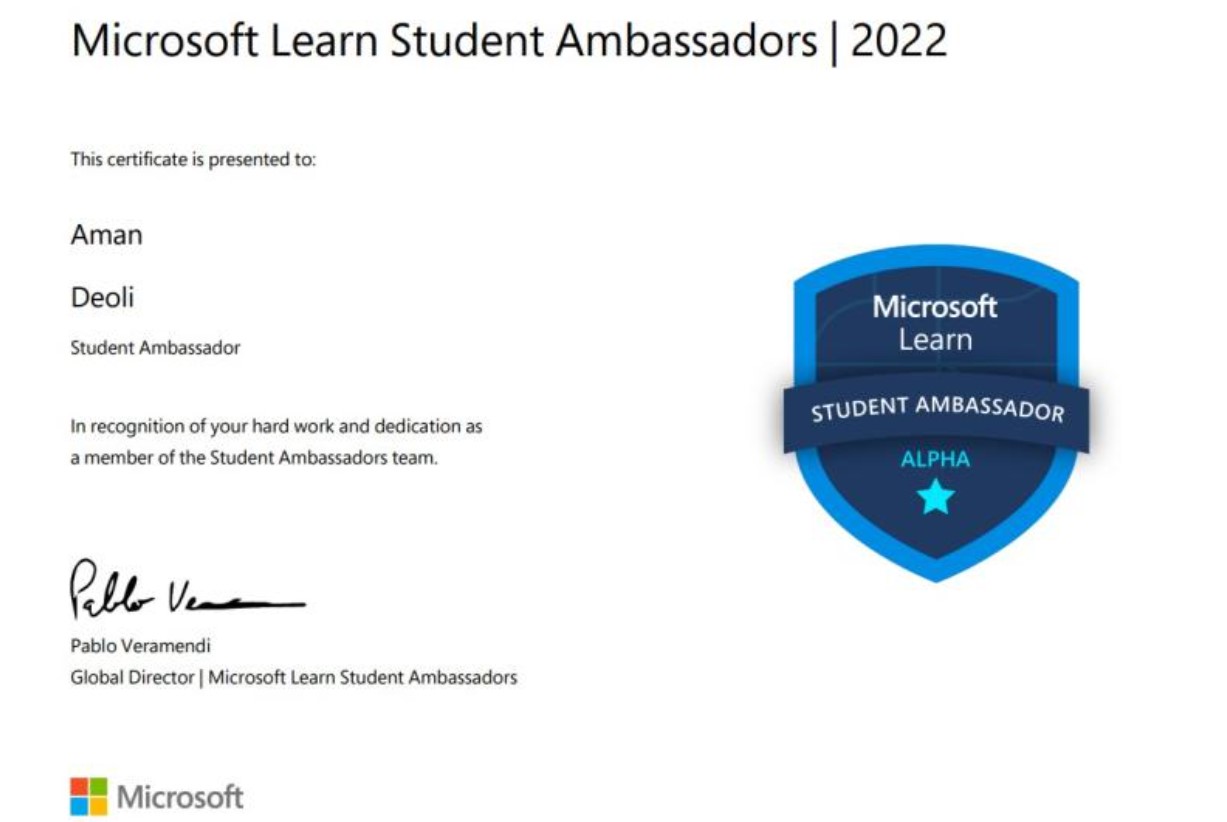 Microsoft Learn Student Ambassadors | 2022
This certificate is presented to:
Aman
Deoli
Student Ambassador
In recognition of your hard work and dedication as
a member of the Student Ambassadors team.
Microsoft
Learn
STUDENT AMBASSADOR
ALPHA
Pablo Ve
Pablo Veramendi
Global Director | Microsoft Learn Student Ambassadors
Microsoft